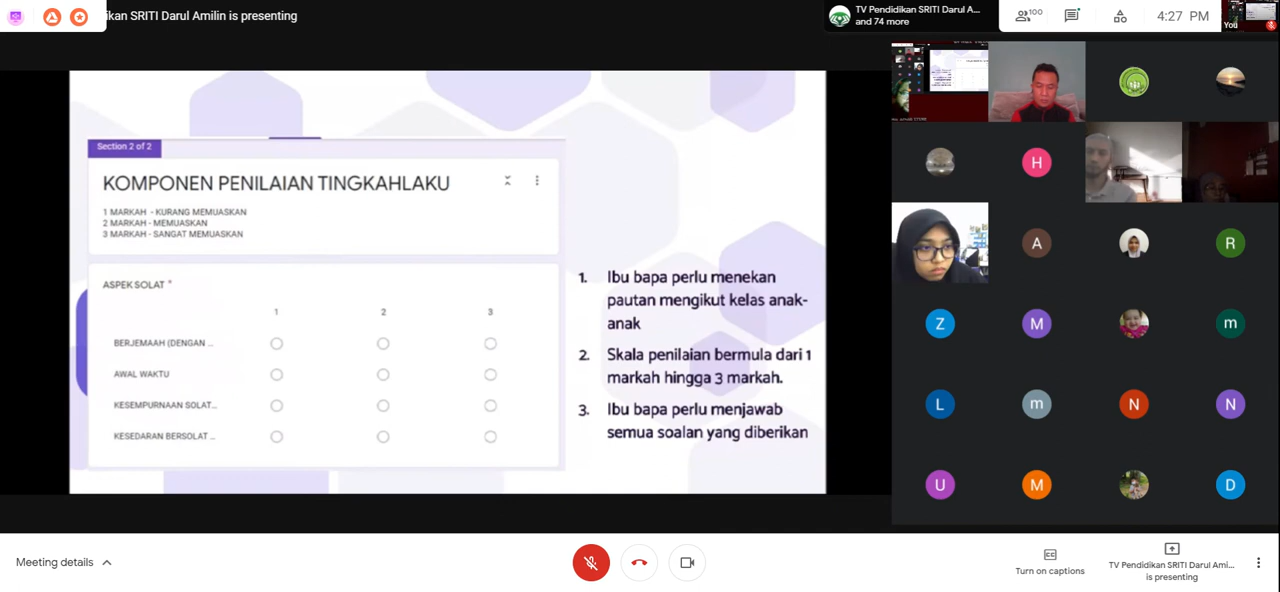 ikan SRITI Darul Amilin is presenting
TV Pendidikan SRITI Darul A...
and 74 more
100
4:27 PM
You
Section 2 of 2
KOMPONEN PENILAIAN TINGKAHLAKU
1 MARKAH - KURANG MEMUASKAN
2 MARKAH - MEMUASKAN
3 MARKAH - SANGAT MEMUASKAN
ASPEK SOLAT *
1 2 3
BERJEMAAH (DENGAN ...
AWAL WAKTU
KESEMPURNAAN SOLAT...
KESEDARAN BERSOLAT ...
1. Ibu bapa perlu menekan
pautan mengikut kelas anak-
anak
2. Skala penilaian bermula dari 1
markah hingga 3 markah.
3. Ibu bapa perlu menjawab
semua soalan yang diberikan
H
A R
Z M m
L m N N
U M D
Meeting details
CC
Turn on captions
TV Pendidikan SRITI Darul Ami...
is presenting